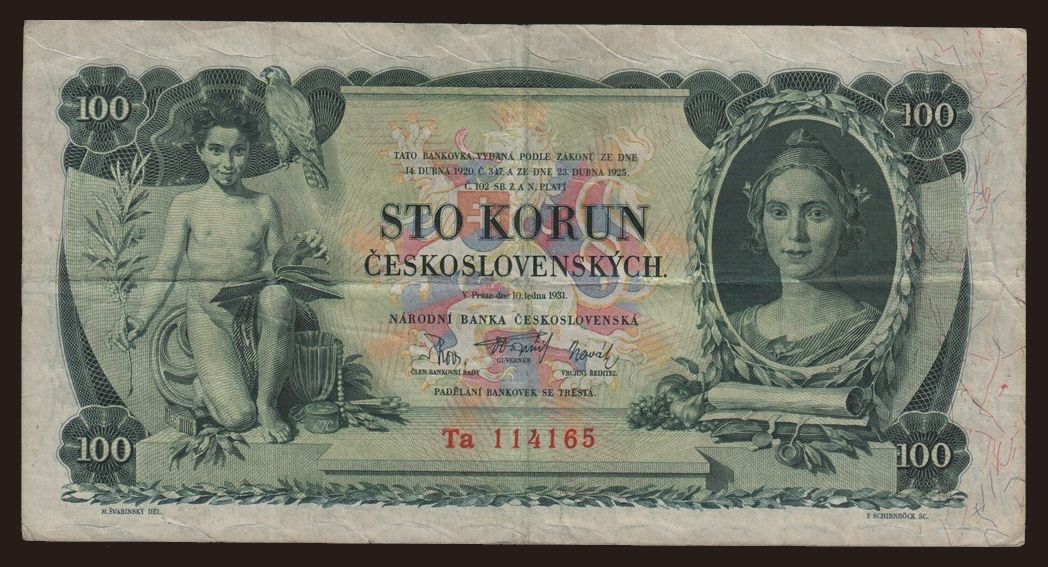 100
100
TATO BANKOVKA, VYDANÁ PODLE ZÁKONŮ ZE DNE
14. DUBNA 1920. Č. 347. A ZE DNE 23. DUBNA 1925.
Č. 102 SB. Z. A N. PLATÍ
STO KORUN
ČESKOSLOVENSKÝCH.
V Praze dne 10. ledna 1931.
NÁRODNÍ BANKA ČESKOSLOVENSKÁ
ČLEN BANKOVNÍ RADY GUVERNÉR VRCHNÍ ŘEDITEL
PADĚLÁNÍ BANKOVEK SE TRESTÁ.
Ta 114165
100
100
M. ŠVABINSKÝ DEL. F. SCHIRNBÖCK SC.